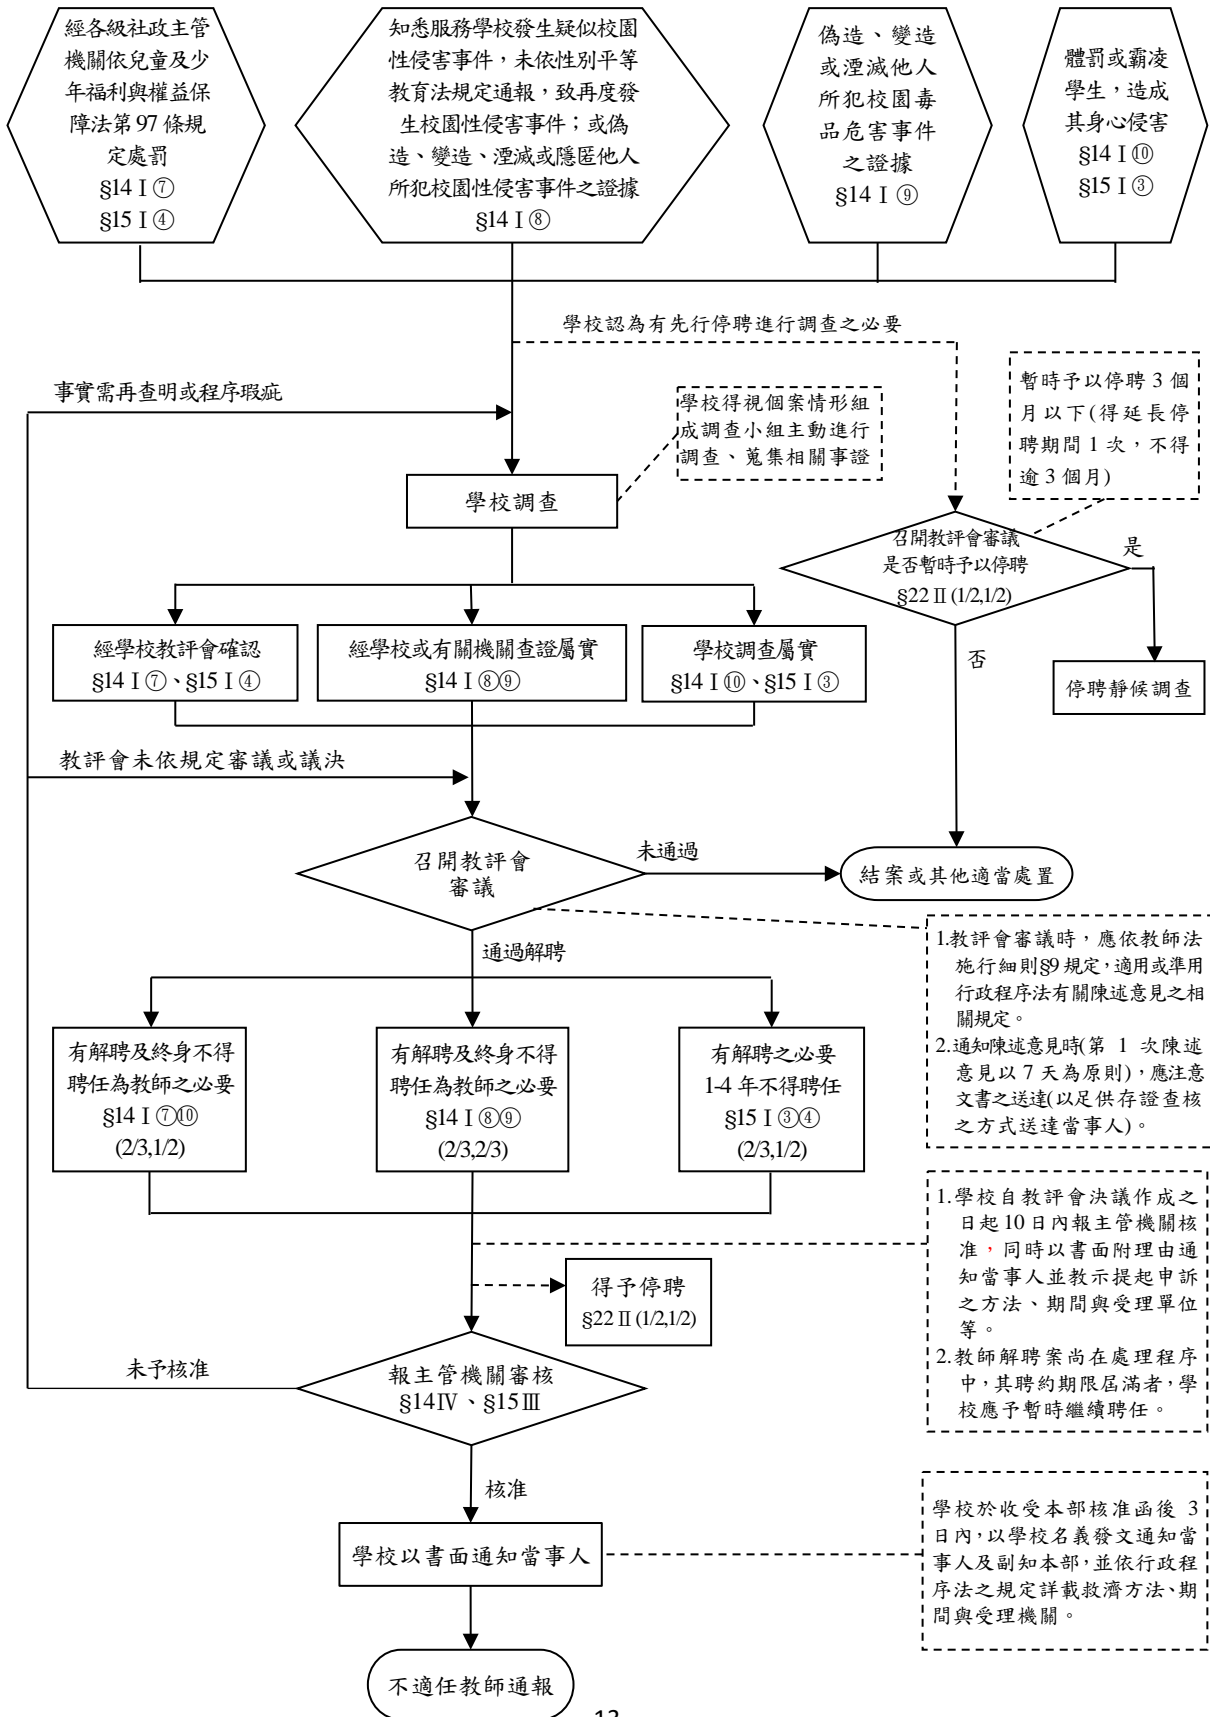 經各級社政主管
機關依兒童及少
年福利與權益保
障法第97條規
定處罰
§14 I ⑦
§15 I ④
知悉服務學校發生疑似校園
性侵害事件，未依性別平等
教育法規定通報，致再度發
生校園性侵害事件；或偽
造、變造、湮滅或隱匿他人
所犯校園性侵害事件之證據
§14 I ⑧
偽造、變造
或湮滅他人
所犯校園毒
品危害事件
之證據
§14 I ⑨
體罰或霸凌
學生，造成
其身心侵害
§14 I ⑩
§15 I ③
學校認為有先行停聘進行調查之必要
事實需再查明或程序瑕疵
學校得視個案情形組
成調查小組主動進行
調查、蒐集相關事證
暫時予以停聘 3 個
月以下(得延長停
聘期間 1 次，不得
逾 3 個月)
學校調查
召開教評會審議
是否暫時予以停聘
§22 II (1/2,1/2)
是
否
停聘靜候調查
經學校教評會確認
§14 I ⑦、§15 I ④
經學校或有關機關查證屬實
§14 I ⑧⑨
學校調查屬實
§14 I ⑩、§15 I ③
教評會未依規定審議或議決
召開教評會
審議
未通過
結案或其他適當處置
通過解聘
1.教評會審議時，應依教師法
施行細則§9規定，適用或準用
行政程序法有關陳述意見之相
關規定。
2.通知陳述意見時(第 1 次陳述
意見以 7 天為原則)，應注意
文書之送達(以足供存證查核
之方式送達當事人)。
有解聘及終身不得
聘任為教師之必要
§14 I ⑦⑩
(2/3,1/2)
有解聘及終身不得
聘任為教師之必要
§14 I ⑧⑨
(2/3,2/3)
有解聘之必要
1-4 年不得聘任
§15 I ③④
(2/3,1/2)
1.學校自教評會決議作成之
日起 10 日內報主管機關核
准，同時以書面附理由通
知當事人並教示提起申訴
之方法、期間與受理單位
等。
2.教師解聘案尚在處理程序
中，其聘約期限屆滿者，學
校應予暫時繼續聘任。
得予停聘
§22 II (1/2,1/2)
未予核准
報主管機關審核
§14IV、§15III
核准
學校以書面通知當事人
學校於收受本部核准函後 3
日內，以學校名義發文通知當
事人及副知本部，並依行政程
序法之規定詳載救濟方法、期
間與受理機關。
不適任教師通報